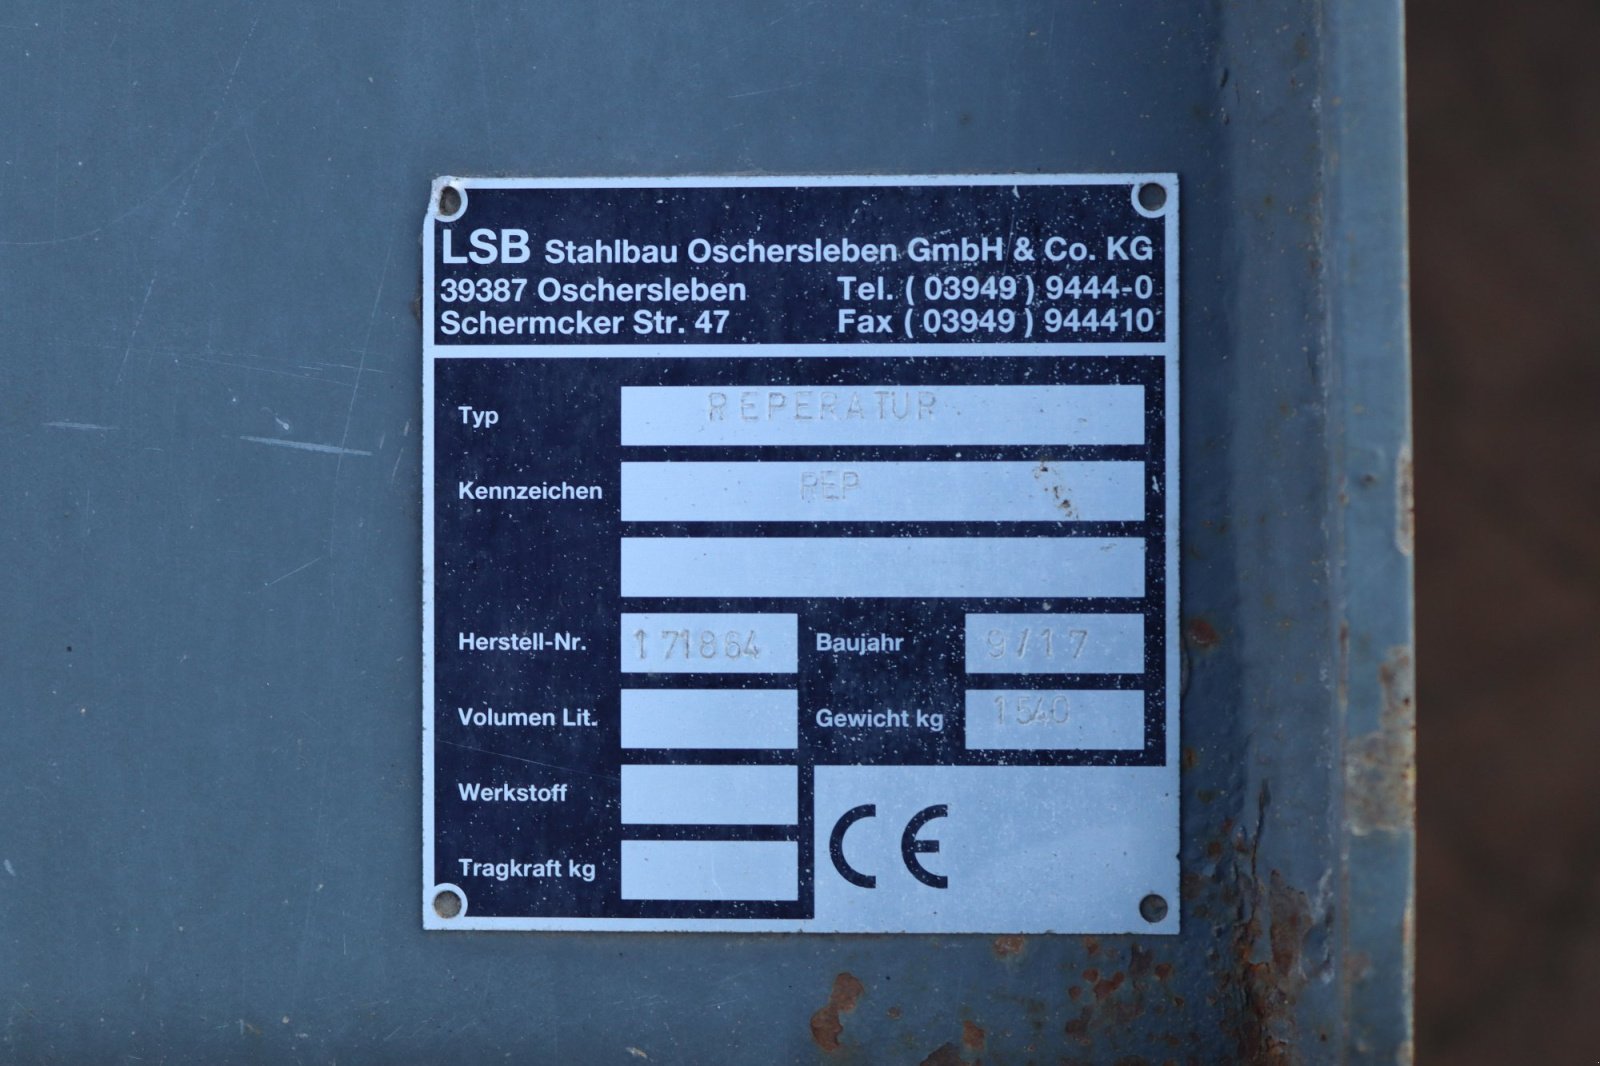 LSB Stahlbau Oschersleben GmbH & Co. KG
39387 Oschersleben Tel. ( 03949 ) 9444-0
Schermcker Str. 47 Fax ( 03949 ) 944410
Typ REPERATUR
Kennzeichen REP
Herstell-Nr. 171864 Baujahr 9/17
Volumen Lit. Gewicht kg 1540
Werkstoff
Tragkraft kg
CE